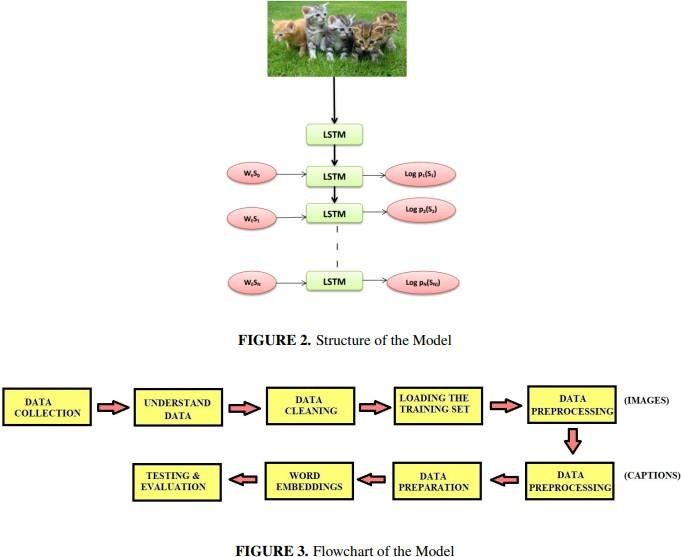 LSTM
WₑS₀ LSTM Log p₁(S₁)
WₑS₁ LSTM Log p₂(S₂)
LSTM Log pₙ(Sₙ)
FIGURE 2. Structure of the Model
DATA COLLECTION
UNDERSTAND DATA
DATA CLEANING
LOADING THE TRAINING SET
DATA PREPROCESSING (IMAGES)
DATA PREPROCESSING (CAPTIONS)
DATA PREPARATION
WORD EMBEDDINGS
TESTING & EVALUATION
FIGURE 3. Flowchart of the Model